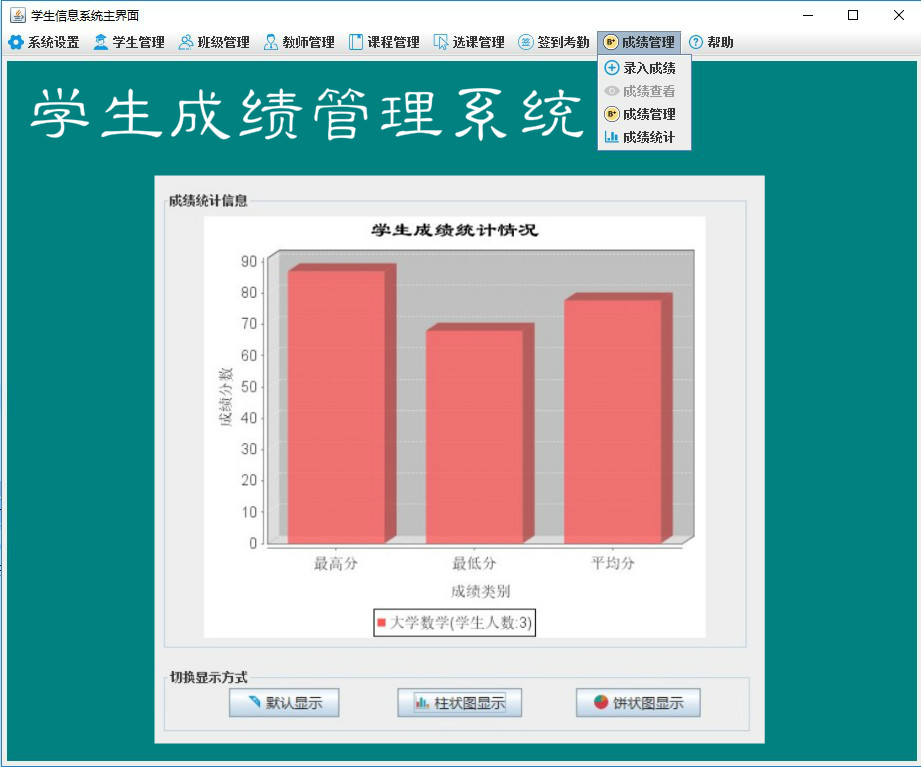 学生信息系统主界面
系统设置 学生管理 班级管理 教师管理 课程管理 选课管理 签到考勤 成绩管理 帮助
录入成绩
成绩查看
成绩管理
成绩统计
学生成绩管理系统
成绩统计信息
学生成绩统计情况
90
80
70
60
50
40
30
20
10
0
成绩分数
最高分 最低分 平均分
成绩类别
大学数学(学生人数:3)
切换显示方式
默认显示 柱状图显示 饼状图显示